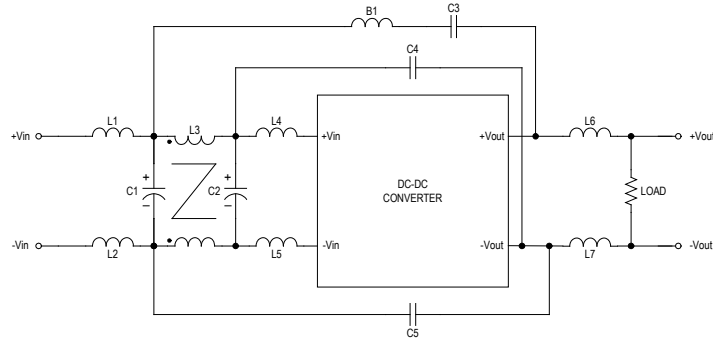 B1
C3
C4
L1
L3
L4
L6
+Vin
+Vin
+Vout
+Vout
+
+
C1
C2
DC-DC
CONVERTER
LOAD
–
–
-Vin
-Vin
-Vout
-Vout
L2
L5
L7
C5